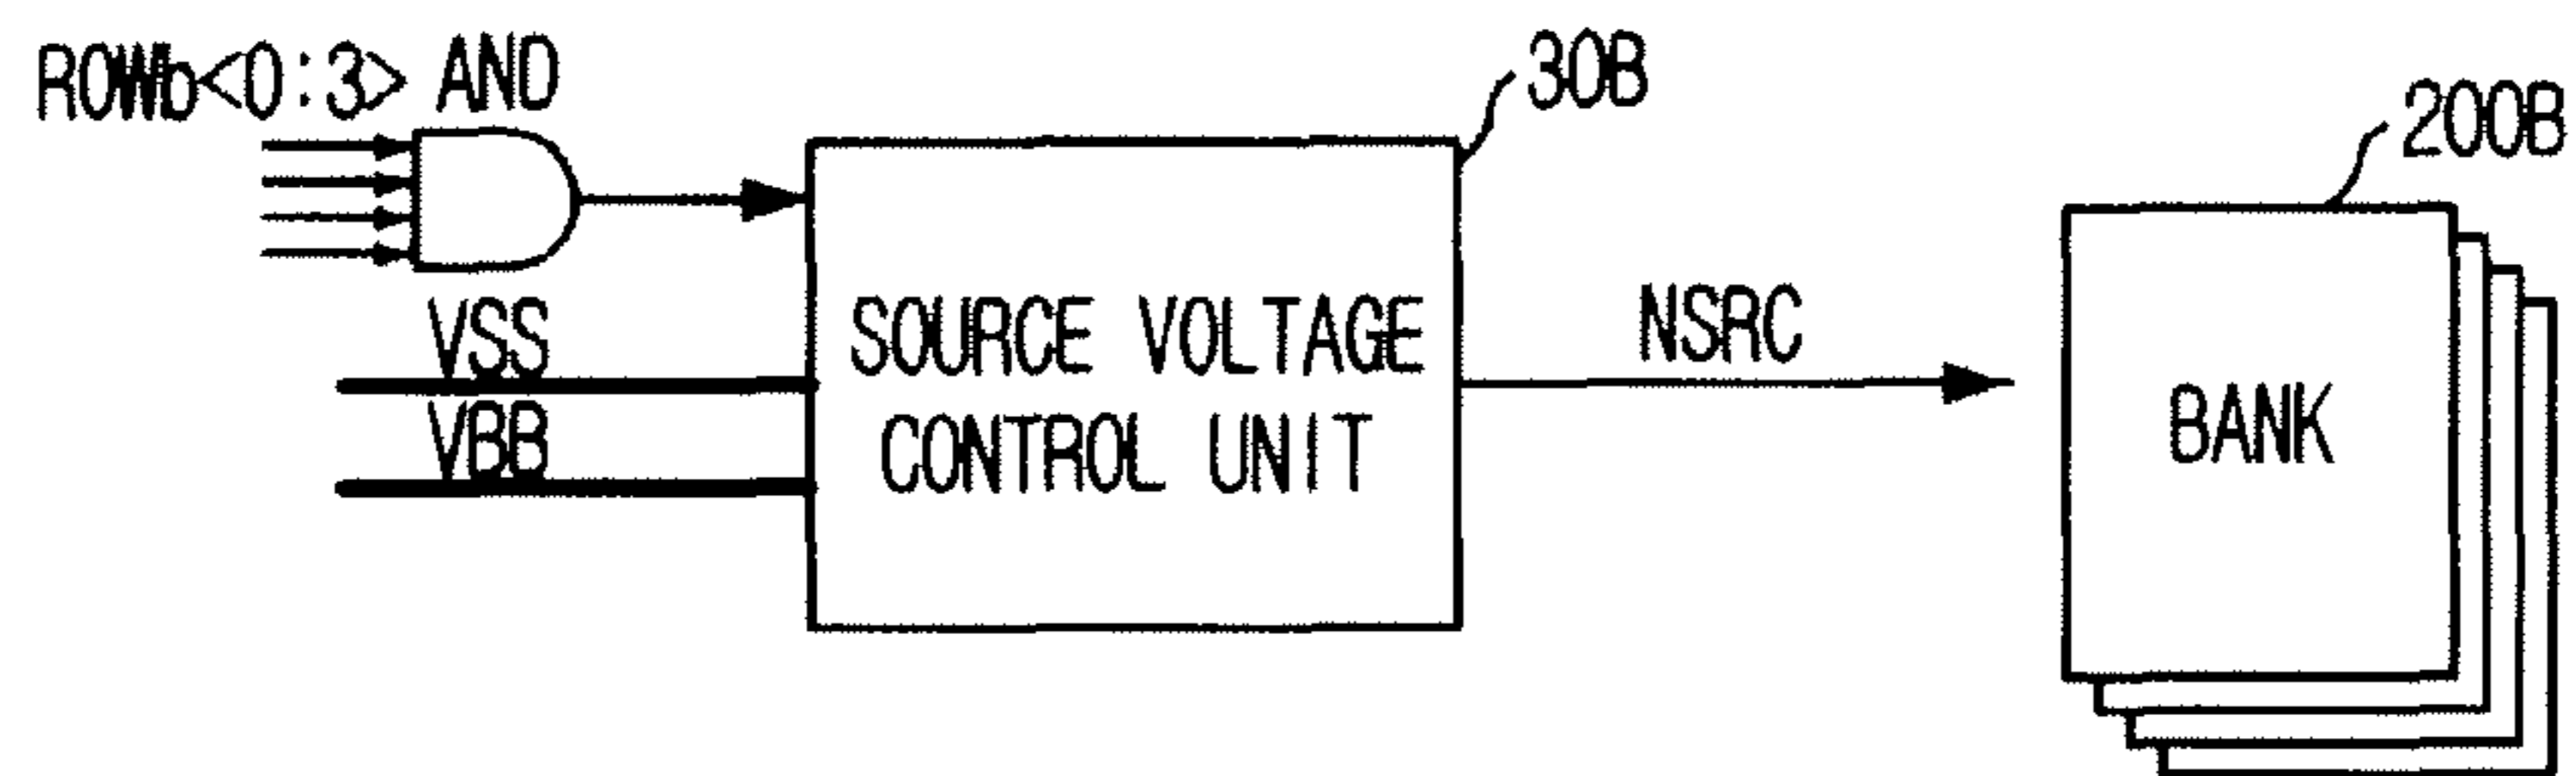 ROWb<0:3> AND
30B
200B
VSS
VBB
SOURCE VOLTAGE
CONTROL UNIT
NSRC
BANK